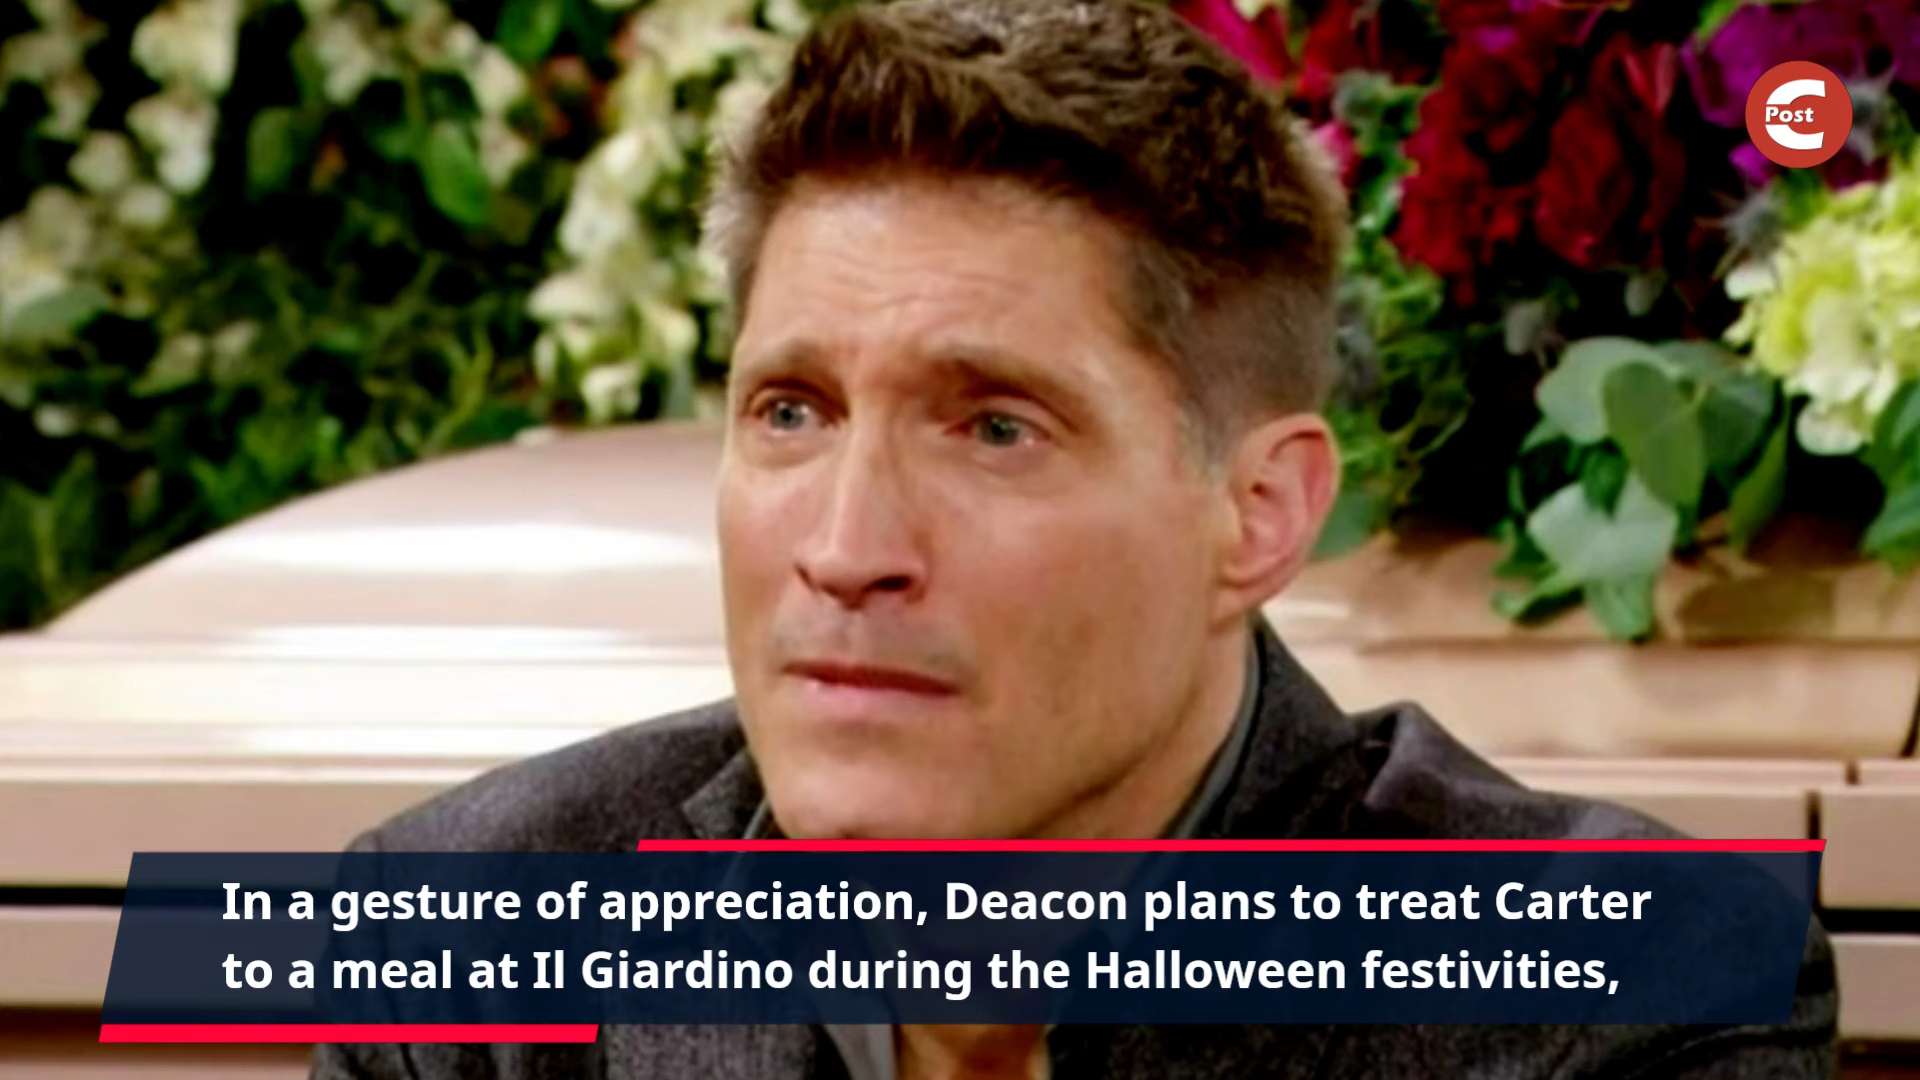 Post
In a gesture of appreciation, Deacon plans to treat Carter
to a meal at Il Giardino during the Halloween festivities,